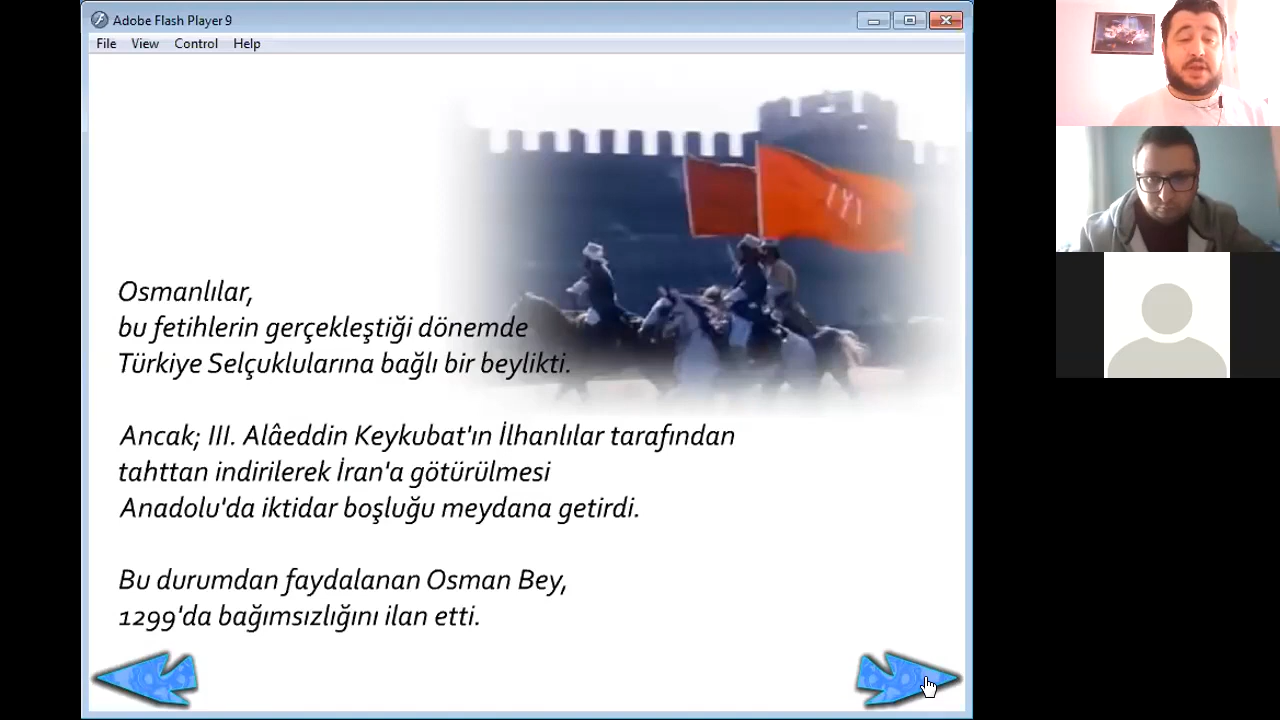 Adobe Flash Player 9
File View Control Help
Osmanlılar,
bu fetihlerin gerçekleştiği dönemde
Türkiye Selçuklularına bağlı bir beylikti.
Ancak; III. Alâeddin Keykubat'ın İlhanlılar tarafından
tahttan indirilerek İran'a götürülmesi
Anadolu'da iktidar boşluğu meydana getirdi.
Bu durumdan faydalanan Osman Bey,
1299'da bağımsızlığını ilan etti.